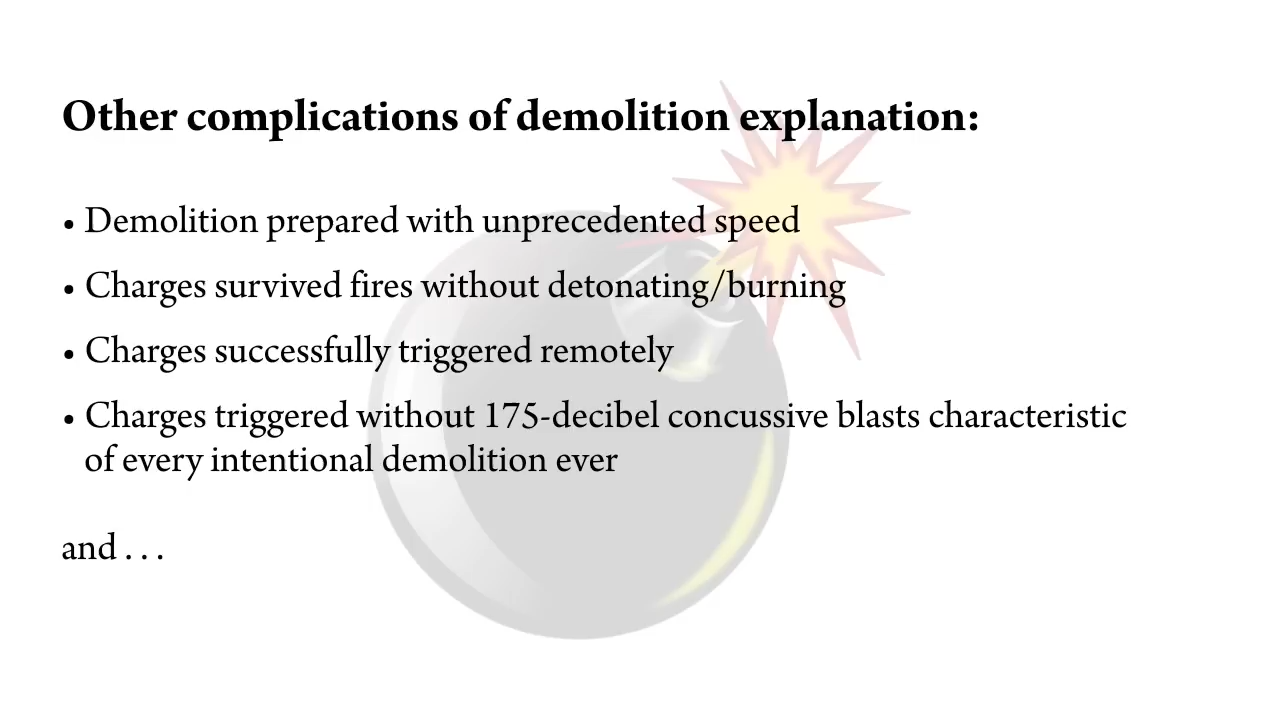 Other complications of demolition explanation:
• Demolition prepared with unprecedented speed
• Charges survived fires without detonating/burning
• Charges successfully triggered remotely
• Charges triggered without 175-decibel concussive blasts characteristic
of every intentional demolition ever
and . . .